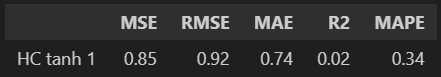 MSE RMSE MAE R2 MAPE
HC tanh 1 0.85 0.92 0.74 0.02 0.34